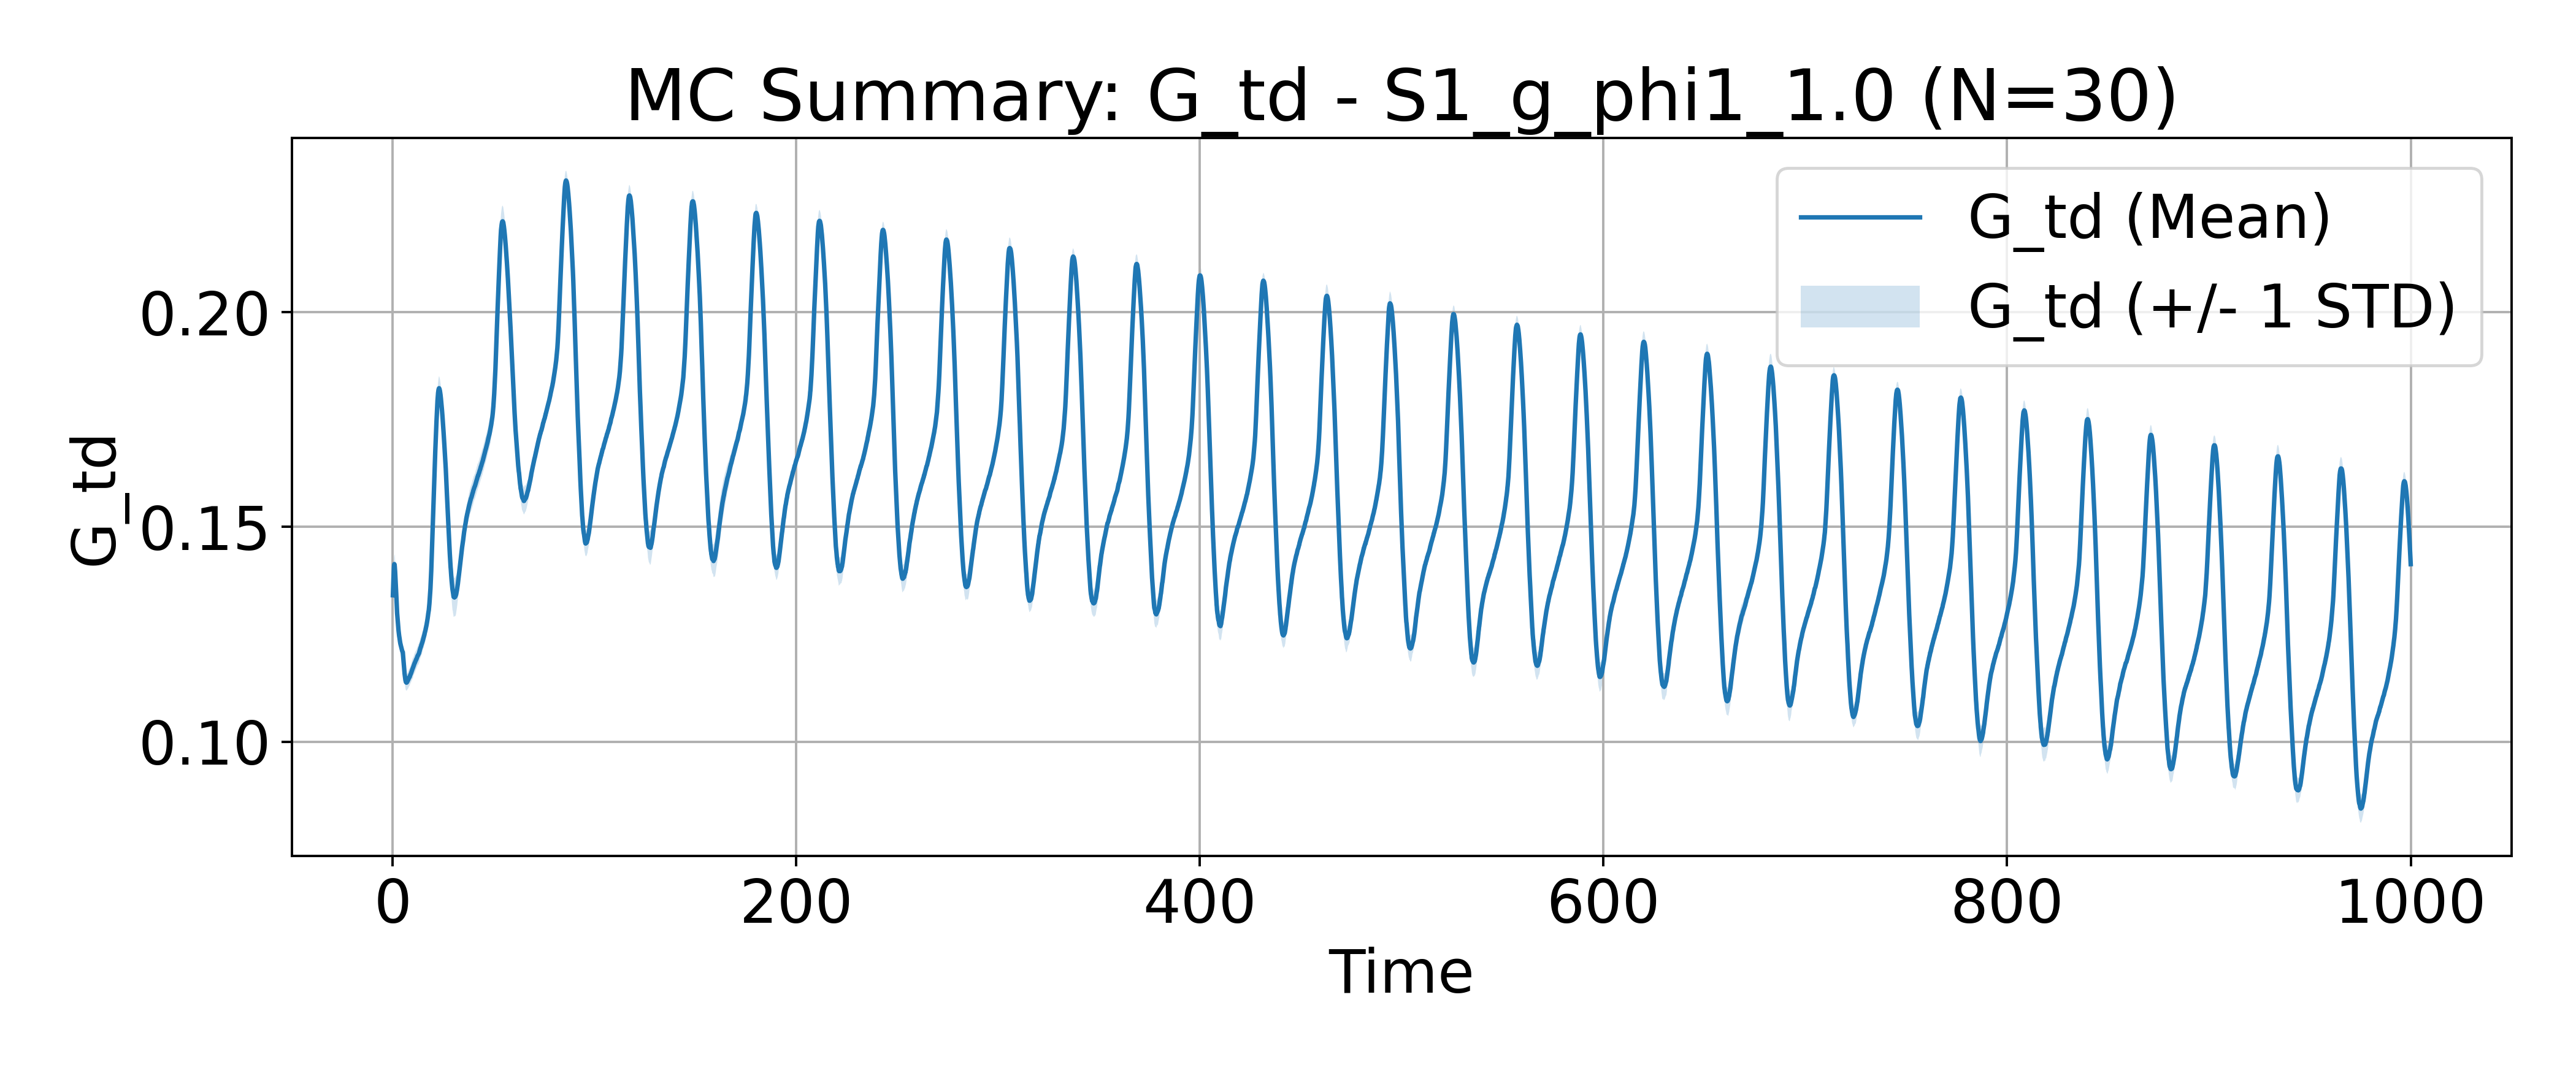 MC Summary: G_td - S1_g_phi1_1.0 (N=30)
G_td (Mean)
G_td (+/- 1 STD)
G_td
0.20
0.15
0.10
0 200 400 600 800 1000
Time